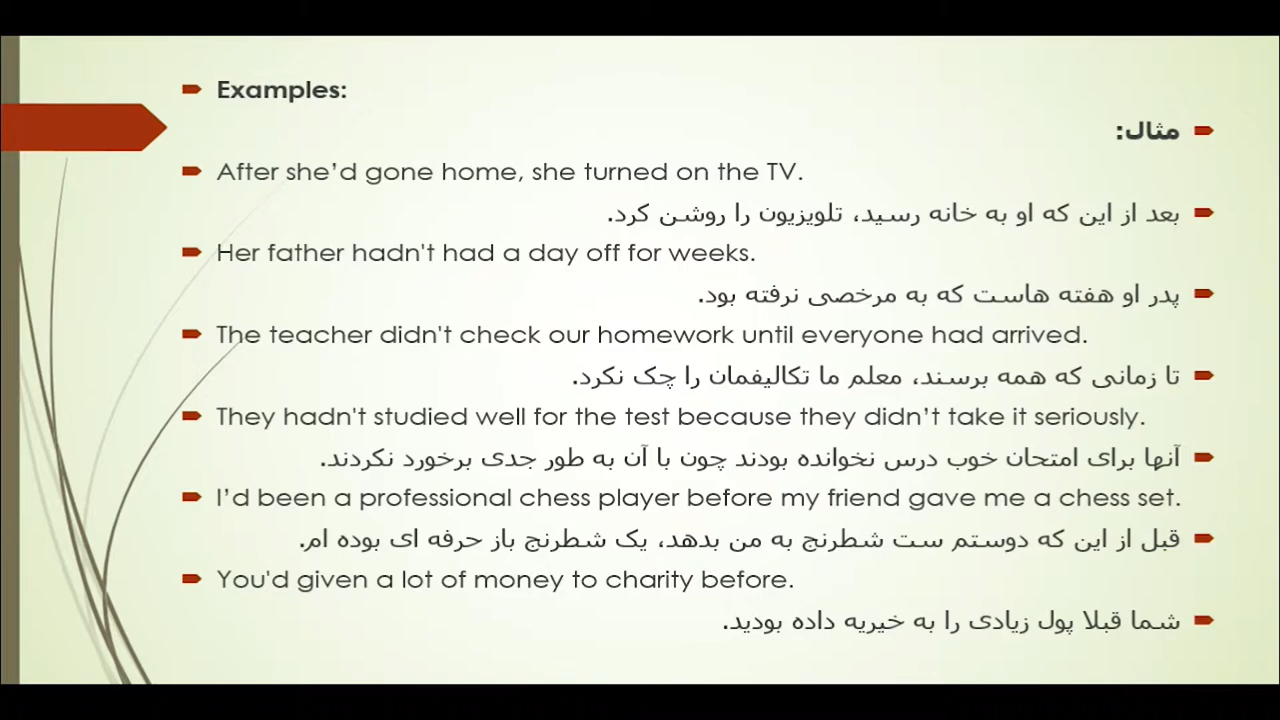 Examples:
مثال:
After she’d gone home, she turned on the TV.
بعد از این که او به خانه رسید، تلویزیون را روشن کرد.
Her father hadn't had a day off for weeks.
پدر او هفته هاست که به مرخصی نرفته بود.
The teacher didn't check our homework until everyone had arrived.
تا زمانی که همه برسند، معلم ما تکالیفمان را چک نکرد.
They hadn't studied well for the test because they didn’t take it seriously.
آنها برای امتحان خوب درس نخوانده بودند چون با آن به طور جدی برخورد نکردند.
I’d been a professional chess player before my friend gave me a chess set.
قبل از این که دوستم ست شطرنج به من بدهد، یک شطرنج باز حرفه ای بوده ام.
You'd given a lot of money to charity before.
شما قبلا پول زیادی را به خیریه داده بودید.